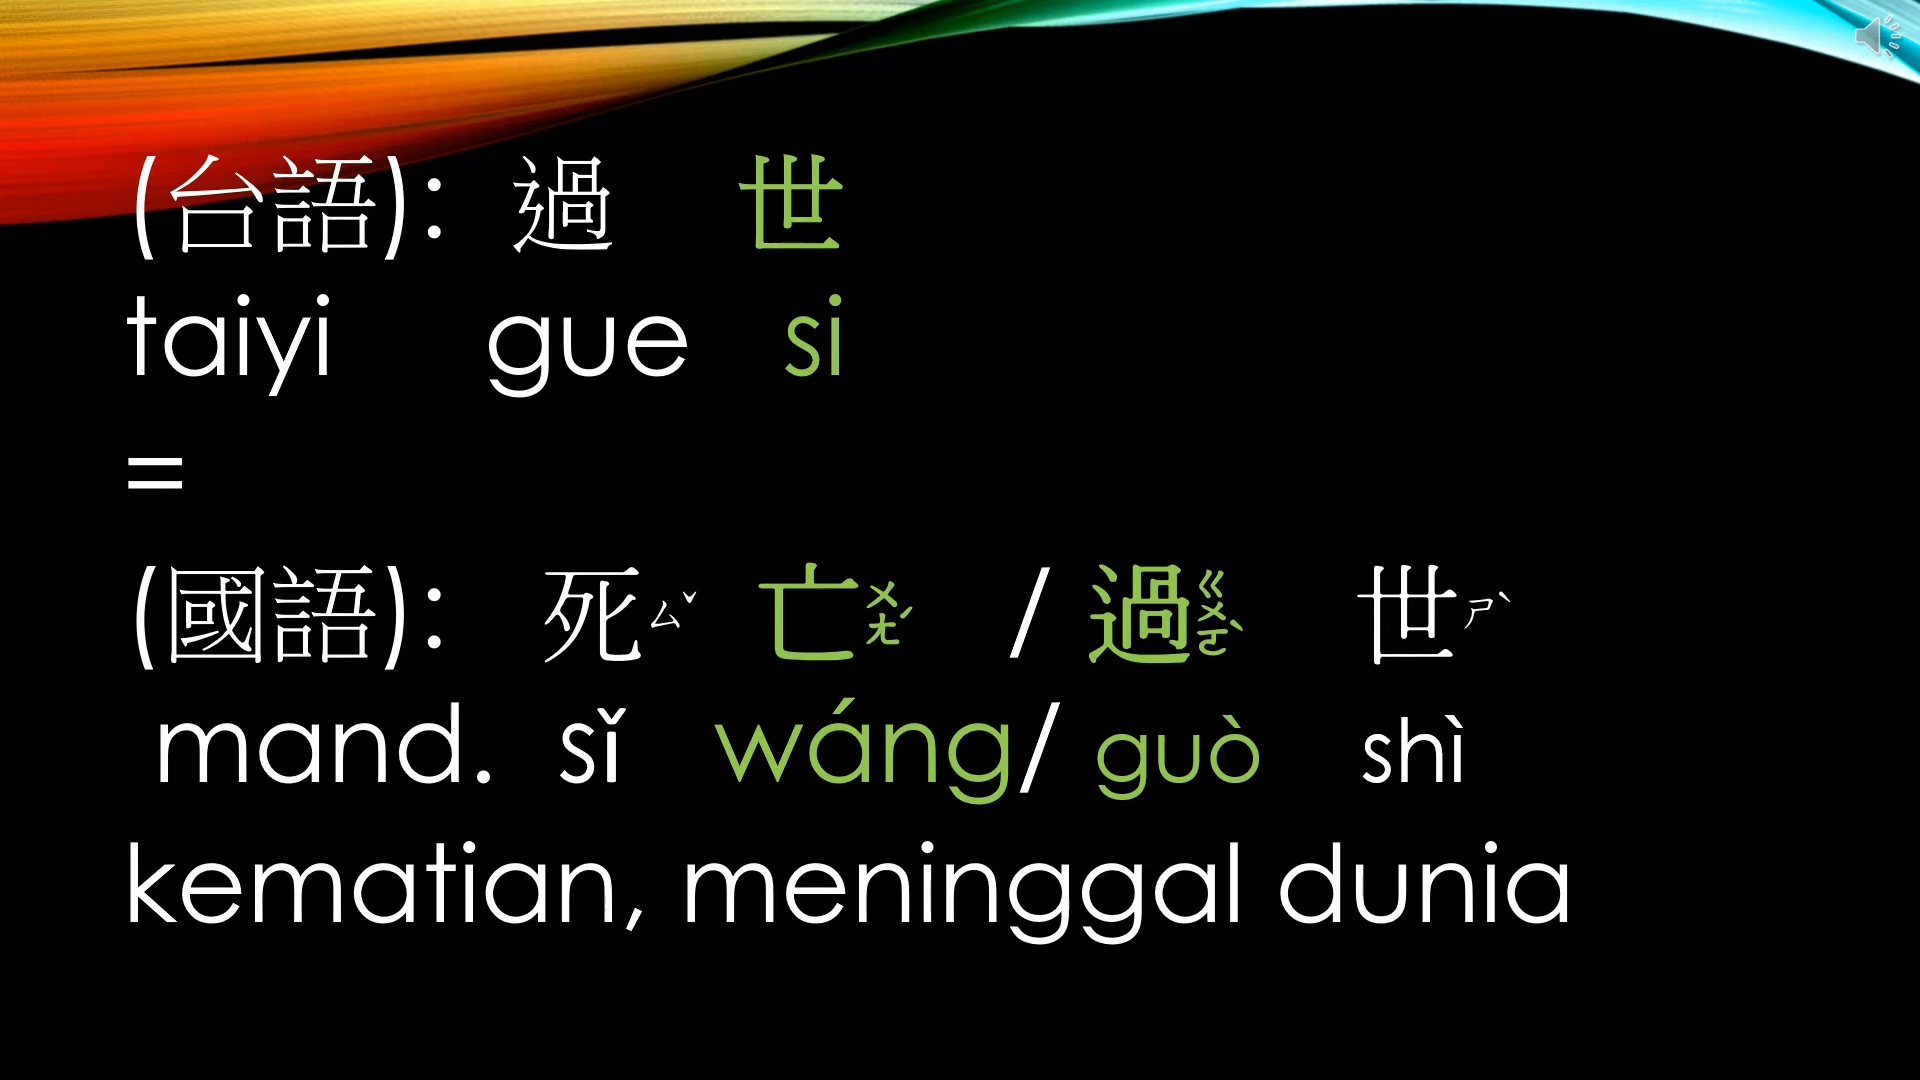 (台語): 過 世
taiyi gue si
=
(國語): 死ㄙˇ 亡ㄨㄤˊ / 過ㄍㄨㄛˋ 世ㄕˋ
mand. sǐ wáng/ guò shì
kematian, meninggal dunia